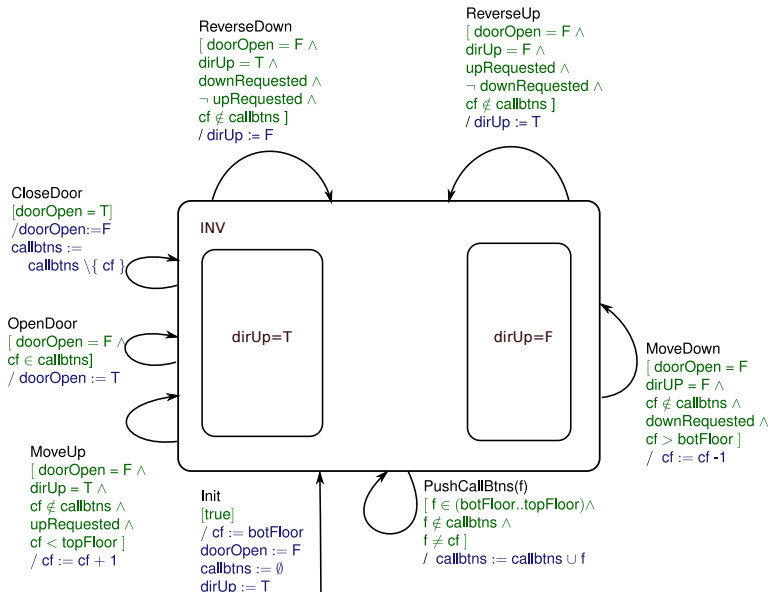 ReverseDown
[ doorOpen = F ∧
dirUp = T ∧
downRequested ∧
¬ upRequested ∧
cf ∉ callbtns ]
/ dirUp := F
ReverseUp
[ doorOpen = F ∧
dirUp = F ∧
upRequested ∧
¬ downRequested ∧
cf ∉ callbtns ]
/ dirUp := T
CloseDoor
[doorOpen = T]
/doorOpen:=F
callbtns :=
callbtns \{ cf }
INV
OpenDoor
[ doorOpen = F ∧
cf ∈ callbtns]
/ doorOpen := T
dirUp=T
dirUp=F
MoveDown
[ doorOpen = F
dirUP = F ∧
cf ∉ callbtns ∧
downRequested ∧
cf > botFloor ]
/ cf := cf -1
MoveUp
[ doorOpen = F ∧
dirUp = T ∧
cf ∉ callbtns ∧
upRequested ∧
cf < topFloor ]
/ cf := cf + 1
Init
[true]
/ cf := botFloor
doorOpen := F
callbtns := ∅
dirUp := T
PushCallBtns(f)
[ f ∈ (botFloor..topFloor)∧
f ∉ callbtns ∧
f ≠ cf ]
/ callbtns := callbtns ∪ f